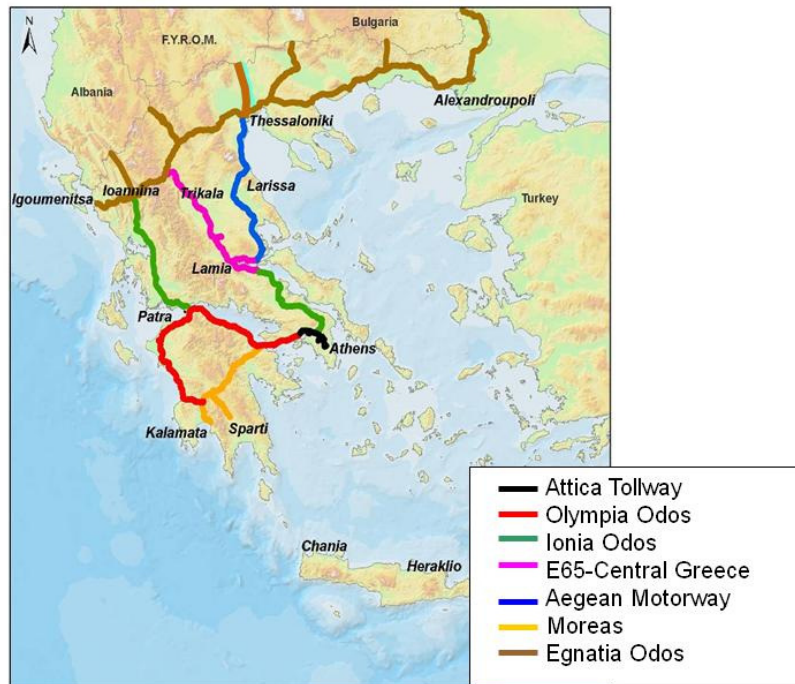 N
Bulgaria
F.Y.R.O.M.
Albania
Alexandroupoli
Thessaloniki
Igoumenitsa
Ioannina
Trikala
Larissa
Turkey
Lamia
Patra
Athens
Kalamata
Sparti
Chania
Heraklio
Attica Tollway
Olympia Odos
Ionia Odos
E65-Central Greece
Aegean Motorway
Moreas
Egnatia Odos